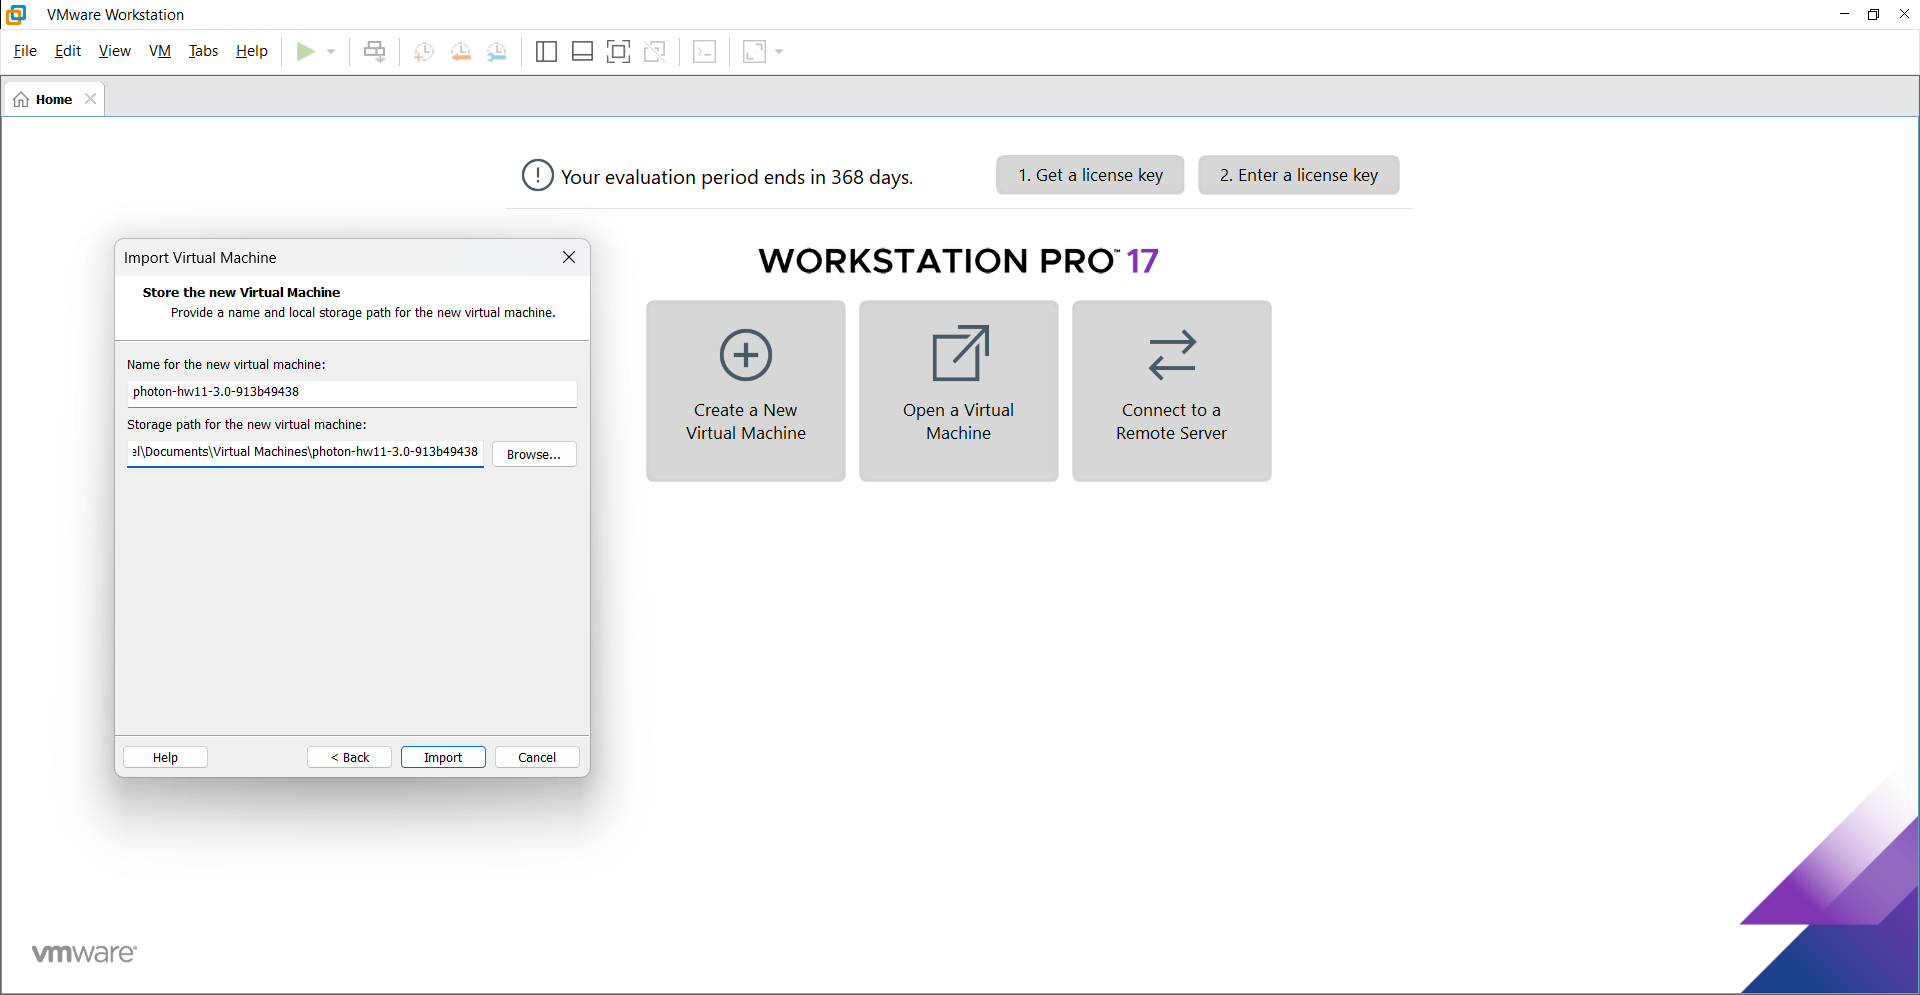 VMware Workstation
File Edit View VM Tabs Help
Home
Your evaluation period ends in 368 days.
1. Get a license key
2. Enter a license key
Import Virtual Machine
Store the new Virtual Machine
Provide a name and local storage path for the new virtual machine.
Name for the new virtual machine:
photon-hw11-3.0-913b49438
Storage path for the new virtual machine:
el\Documents\Virtual Machines\photon-hw11-3.0-913b49438
Browse...
Help
< Back
Import
Cancel
WORKSTATION PRO™ 17
Create a New
Virtual Machine
Open a Virtual
Machine
Connect to a
Remote Server
vmware®